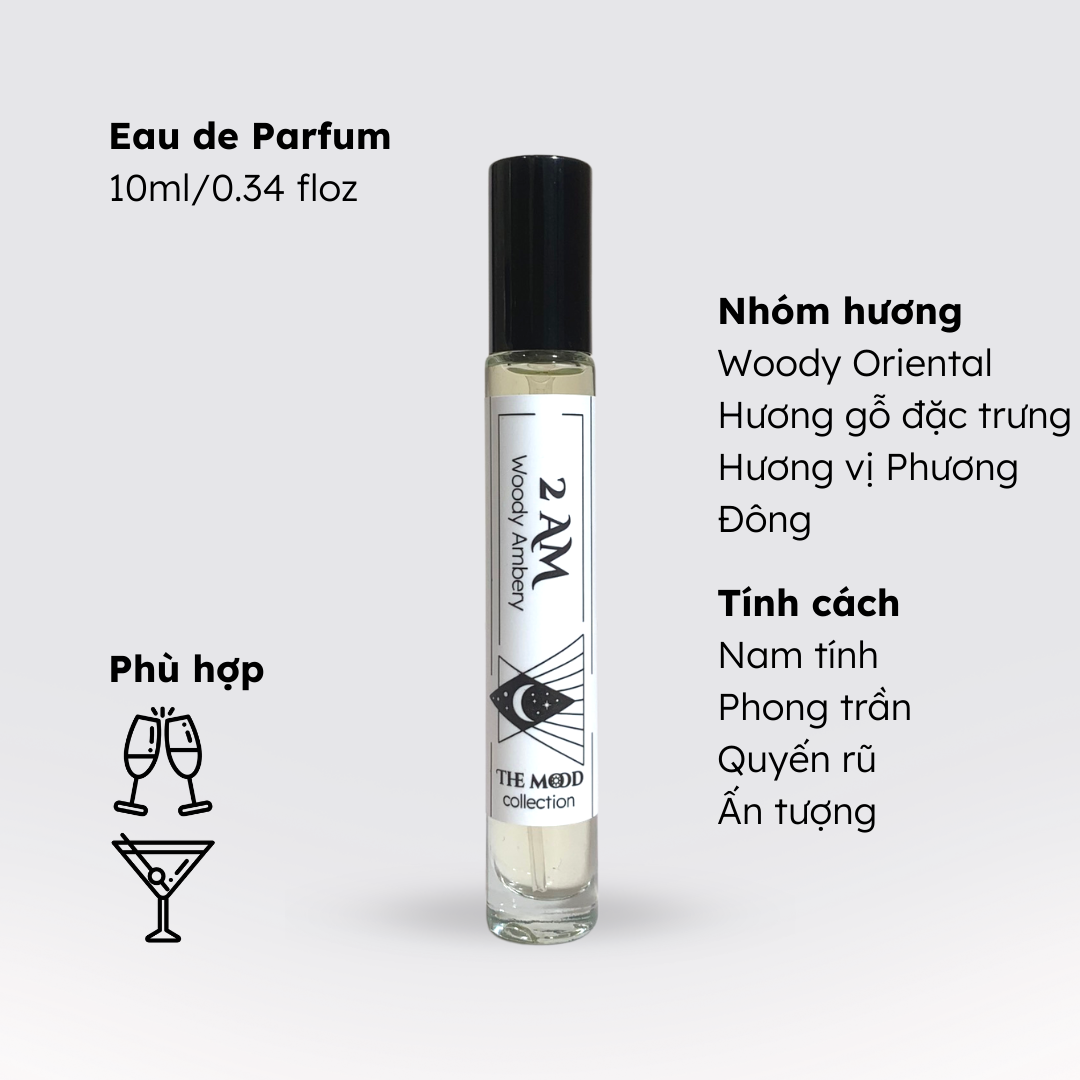 Eau de Parfum
10ml/0.34 floz
Nhóm hương
Woody Oriental
Hương gỗ đặc trưng
Hương vị Phương
Đông
Tính cách
Nam tính
Phong trần
Quyến rũ
Ấn tượng
Phù hợp
2 AM
Woody Ambery
THE MOOD
collection